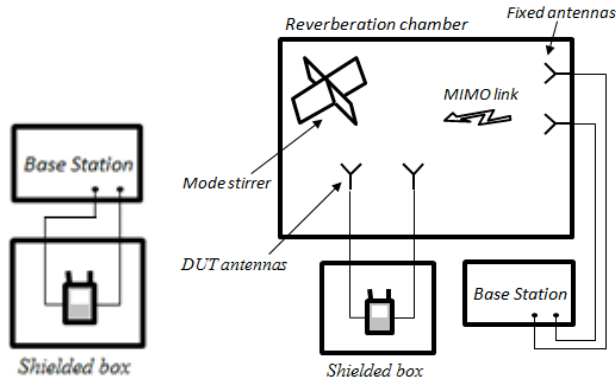 Base Station
Shielded box
Reverberation chamber
Fixed antennas
MIMO link
Mode stirrer
DUT antennas
Shielded box
Base Station